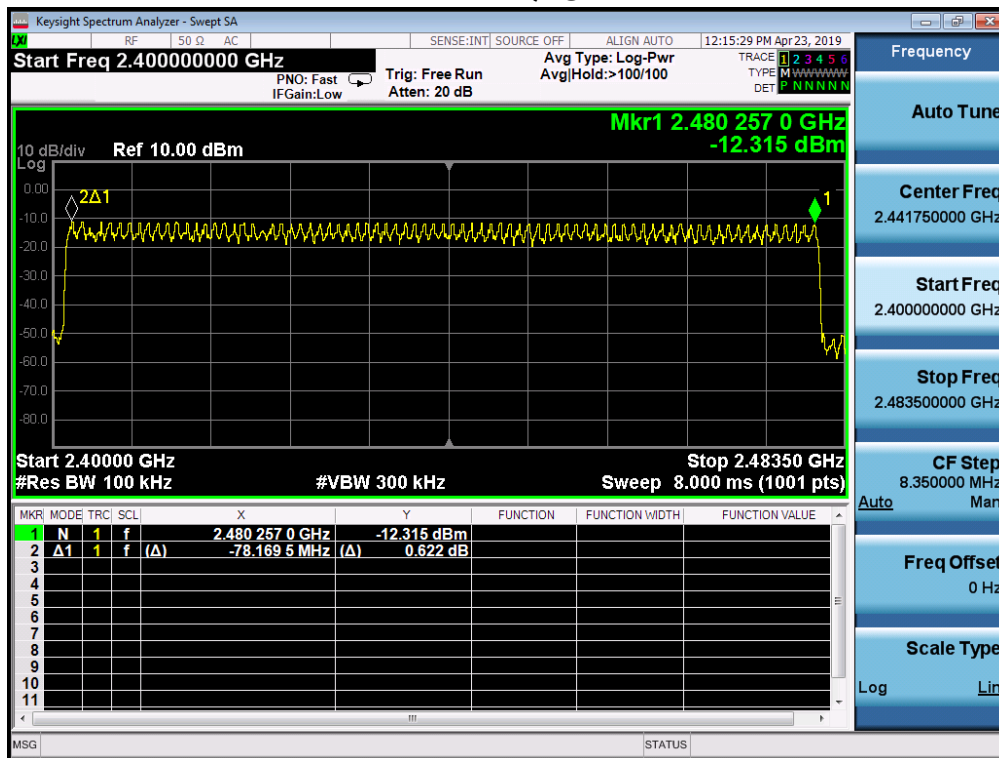 Keysight Spectrum Analyzer - Swept SA
LXI RF 50 Ω AC SENSE:INT SOURCE OFF ALIGN AUTO 12:15:29 PM Apr 23, 2019
Start Freq 2.400000000 GHz
PNO: Fast
IFGain:Low
Trig: Free Run
Atten: 20 dB
Avg Type: Log-Pwr
Avg|Hold:>100/100
TRACE 1 2 3 4 5 6
TYPE M WWWWW
DET P N N N N N
Mkr1 2.480 257 0 GHz
-12.315 dBm
10 dB/div Ref 10.00 dBm
Log
0.00
-10.0
-20.0
-30.0
-40.0
-50.0
-60.0
-70.0
-80.0
2Δ1
1
Start 2.40000 GHz Stop 2.48350 GHz
#Res BW 100 kHz #VBW 300 kHz Sweep 8.000 ms (1001 pts)
MKR MODE TRC SCL X Y FUNCTION FUNCTION WIDTH FUNCTION VALUE
1 N 1 f 2.480 257 0 GHz -12.315 dBm
2 Δ1 1 f (Δ) -78.169 5 MHz (Δ) 0.622 dB
3
4
5
6
7
8
9
10
11
MSG STATUS
Frequency
Auto Tune
Center Freq
2.441750000 GHz
Start Freq
2.400000000 GHz
Stop Freq
2.483500000 GHz
CF Step
8.350000 MHz
Auto Man
Freq Offset
0 Hz
Scale Type
Log Lin